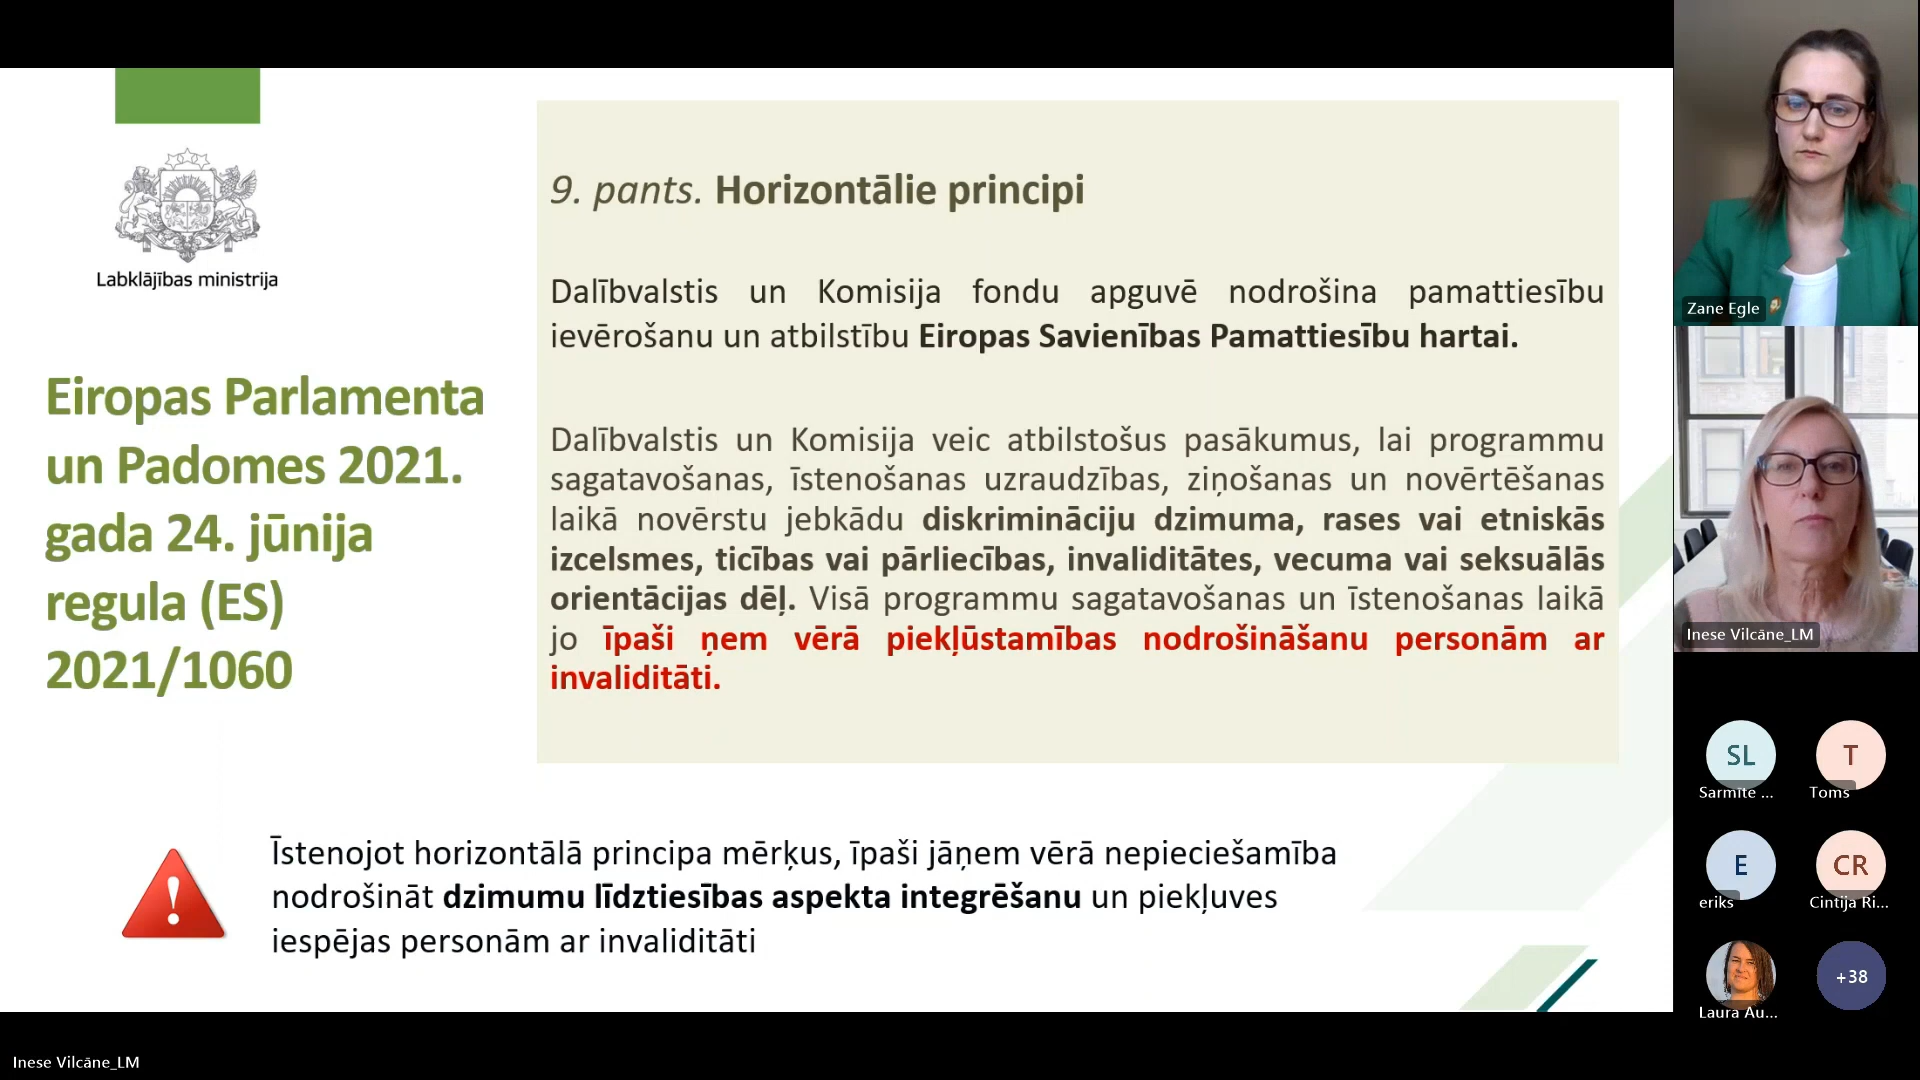 Labklājības ministrija
Eiropas Parlamenta
un Padomes 2021.
gada 24. jūnija
regula (ES)
2021/1060
9. pants. Horizontālie principi
Dalībvalstis un Komisija fondu apguvē nodrošina pamattiesību
ievērošanu un atbilstību Eiropas Savienības Pamattiesību hartai.
Dalībvalstis un Komisija veic atbilstošus pasākumus, lai programmu
sagatavošanas, īstenošanas uzraudzības, ziņošanas un novērtēšanas
laikā novērstu jebkādu diskrimināciju dzimuma, rases vai etniskās
izcelsmes, ticības vai pārliecības, invaliditātes, vecuma vai seksuālās
orientācijas dēļ. Visā programmu sagatavošanas un īstenošanas laikā
jo īpaši ņem vērā piekļūstamības nodrošināšanu personām ar
invaliditāti.
Īstenojot horizontālā principa mērķus, īpaši jāņem vērā nepieciešamība
nodrošināt dzimumu līdztiesības aspekta integrēšanu un piekļuves
iespējas personām ar invaliditāti
Zane Egle
Inese Vilcāne_LM
SL
Sarmīte ...
T
Toms
E
eriks
CR
Cintija Ri...
Laura Au...
+38
Inese Vilcāne_LM